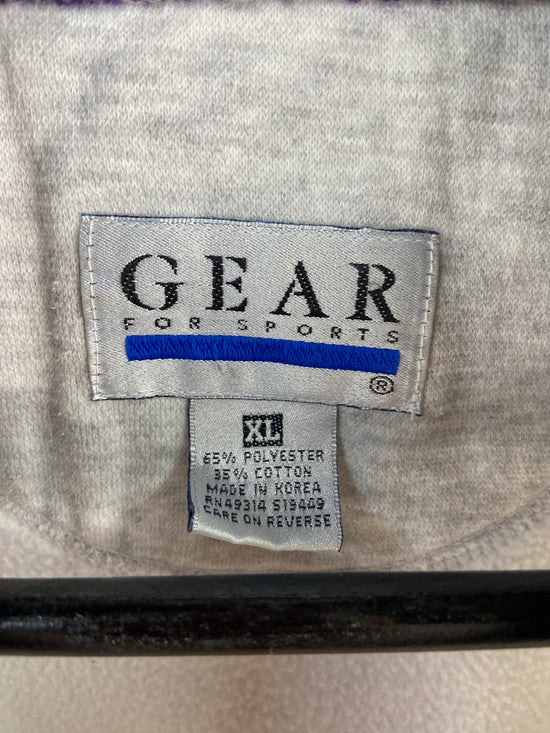 GEAR
FOR SPORTS
®
XL
65% POLYESTER
35% COTTON
MADE IN KOREA
RN49314 S19409
CARE ON REVERSE